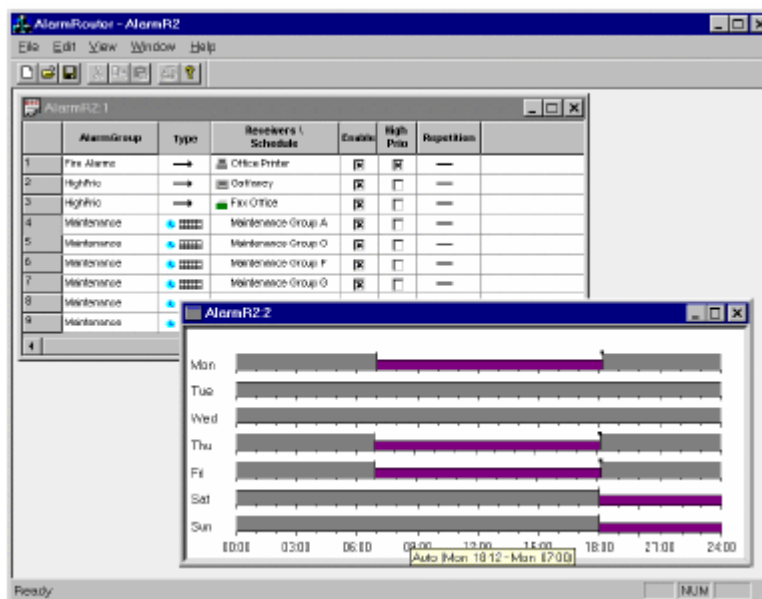 AlarmRouter - AlarmR2
File Edit View Window Help
AlarmR2:1
AlarmGroup Type Receivers \ Schedule Enable High Prio Repetition
1 Fire Alarms Office Printer
2 HighPrio
3 HighPrio Fax Office
4 Maintenance Maintenance Group A
5 Maintenance Maintenance Group
6 Maintenance Maintenance Group F
7 Maintenance Maintenance Group
8 Maintenance
9 Maintenance
AlarmR2:2
Mon
Tue
Wed
Thu
Fri
Sat
Sun
00:00 03:00 06:00 09:00 12:00 15:00 18:00 21:00 24:00
Auto (Mon 18:12 - Mon 07:00)
Ready NUM